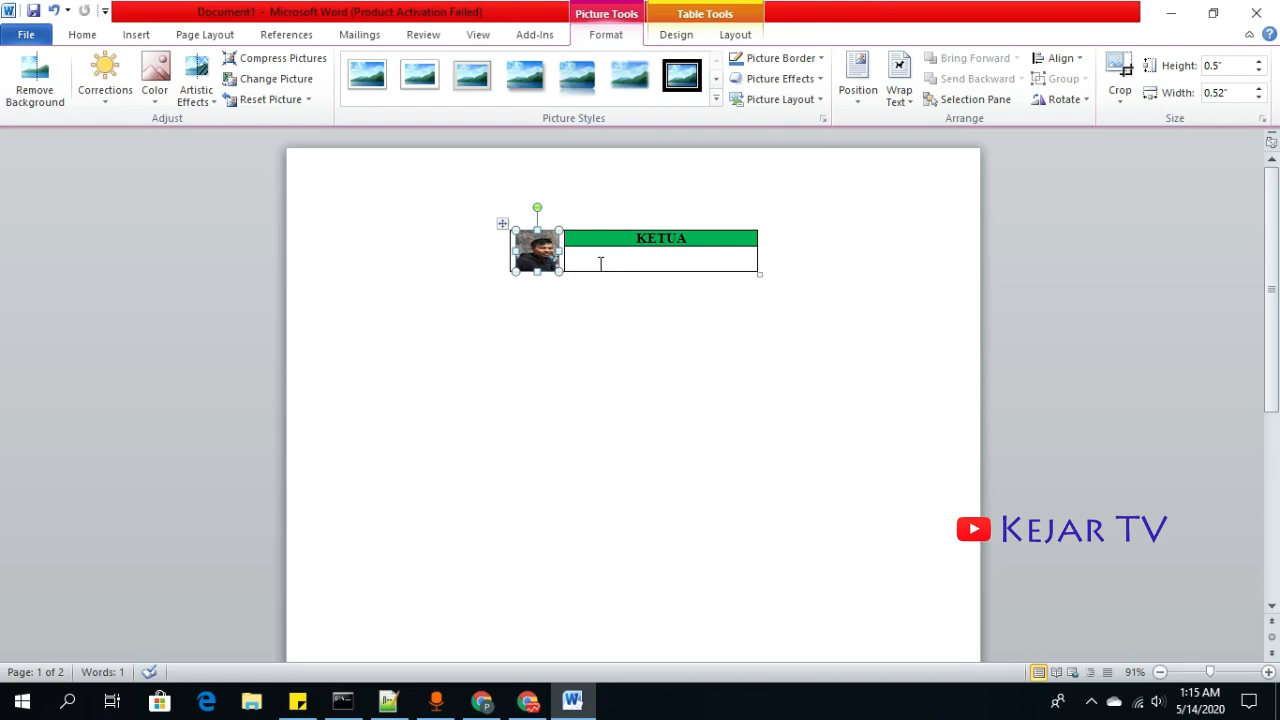 Document1 - Microsoft Word (Product Activation Failed)
Picture Tools
Table Tools
File
Home
Insert
Page Layout
References
Mailings
Review
View
Add-Ins
Format
Design
Layout
Remove Background
Corrections
Color
Artistic Effects
Compress Pictures
Change Picture
Reset Picture
Adjust
Picture Styles
Picture Border
Picture Effects
Picture Layout
Position
Wrap Text
Bring Forward
Send Backward
Selection Pane
Align
Group
Rotate
Arrange
Crop
Height: 0.5"
Width: 0.52"
Size
KETUA
KEJAR TV
Page: 1 of 2
Words: 1
91%
1:15 AM
5/14/2020